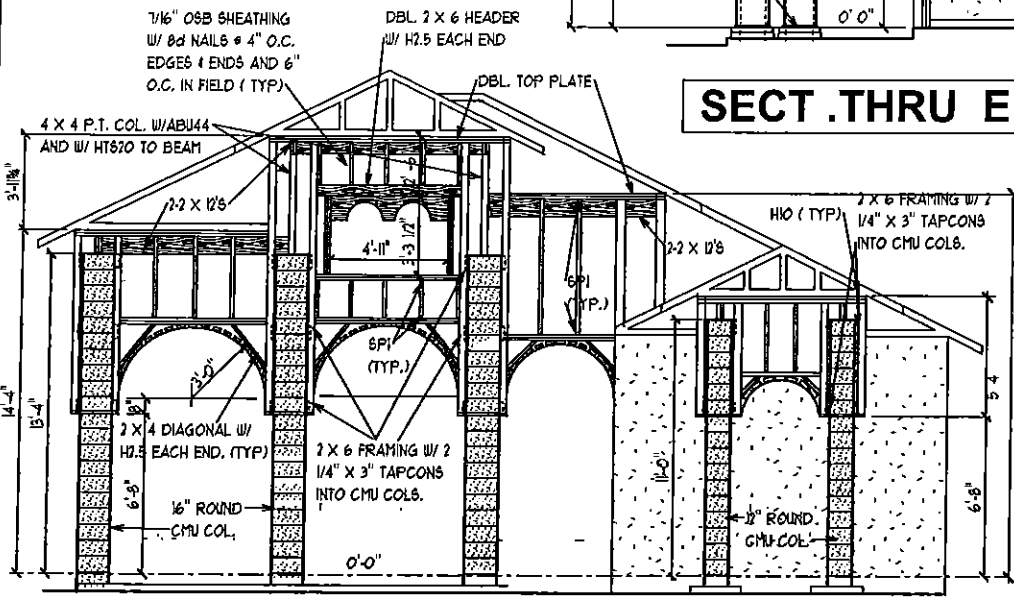 7/16" OSB SHEATHING
W/ 8d NAILS @ 4" O.C.
EDGES & ENDS AND 6"
O.C. IN FIELD (TYP)
DBL. 2 X 6 HEADER
W/ H2.5 EACH END
DBL. TOP PLATE
0'0"
SECT .THRU E
4 X 4 P.T. COL. W/ABU44
AND W/ HTS20 TO BEAM
2-2 X 12'S
3'-11⅝"
4'-11"
3'-3 1/2"
2-2 X 12'S
H10 (TYP)
2 X 6 FRAMING W/ 2
1/4" X 3" TAPCONS
INTO CMU COLS.
SP1
(TYP.)
SP1
(TYP.)
3'-0"
14'-4"
13'-4"
2 X 4 DIAGONAL W/
H2.5 EACH END. (TYP)
6'-8"
2 X 6 FRAMING W/ 2
1/4" X 3" TAPCONS
INTO CMU COLS.
16" ROUND
CMU COL.
0'-0"
11'-0"
12" ROUND
CMU COL.
5 4
6'-8"